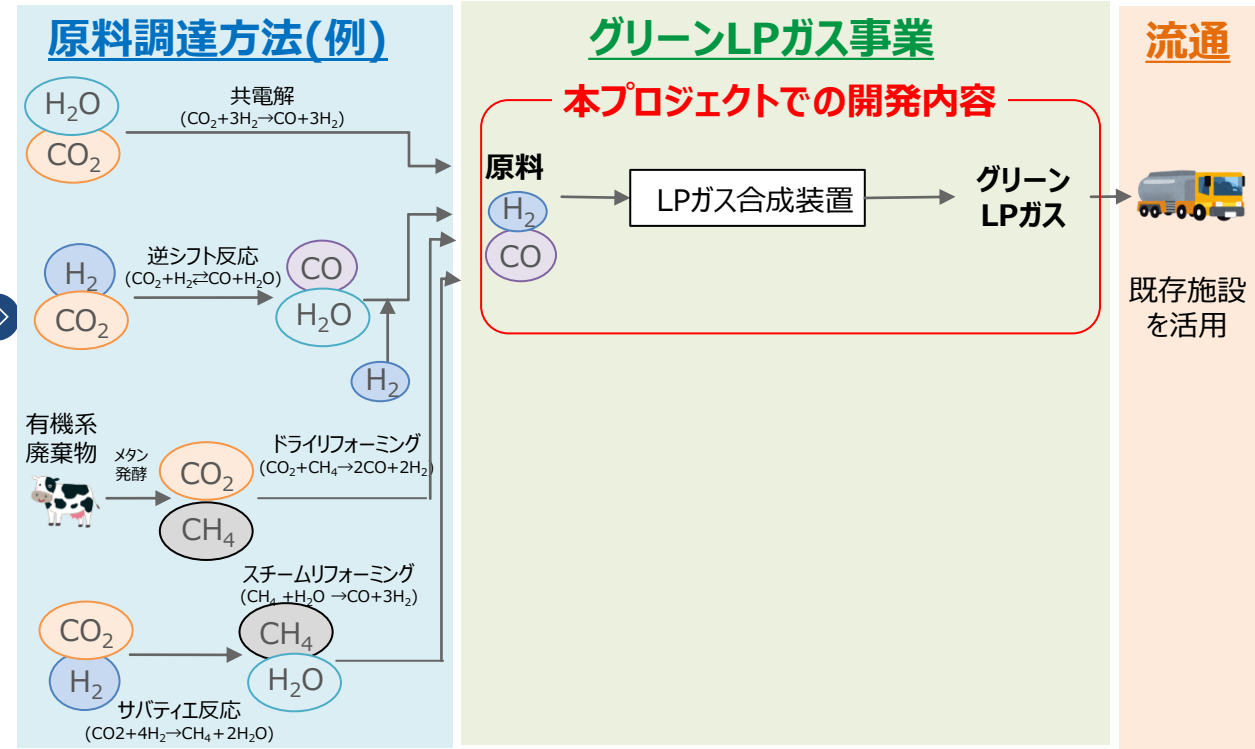 原料調達方法(例)
H₂O
CO₂
共電解
(CO₂+3H₂→CO+3H₂)
H₂
CO₂
逆シフト反応
(CO₂+H₂⇄CO+H₂O)
CO
H₂O
H₂
有機系
廃棄物
メタン
発酵
CO₂
CH₄
ドライリフォーミング
(CO₂+CH₄→2CO+2H₂)
CO₂
H₂
サバティエ反応
(CO2+4H₂→CH₄+2H₂O)
スチームリフォーミング
(CH₄ +H₂O →CO+3H₂)
CH₄
H₂O
グリーンLPガス事業
本プロジェクトでの開発内容
原料
H₂
CO
LPガス合成装置
グリーン
LPガス
流通
既存施設
を活用